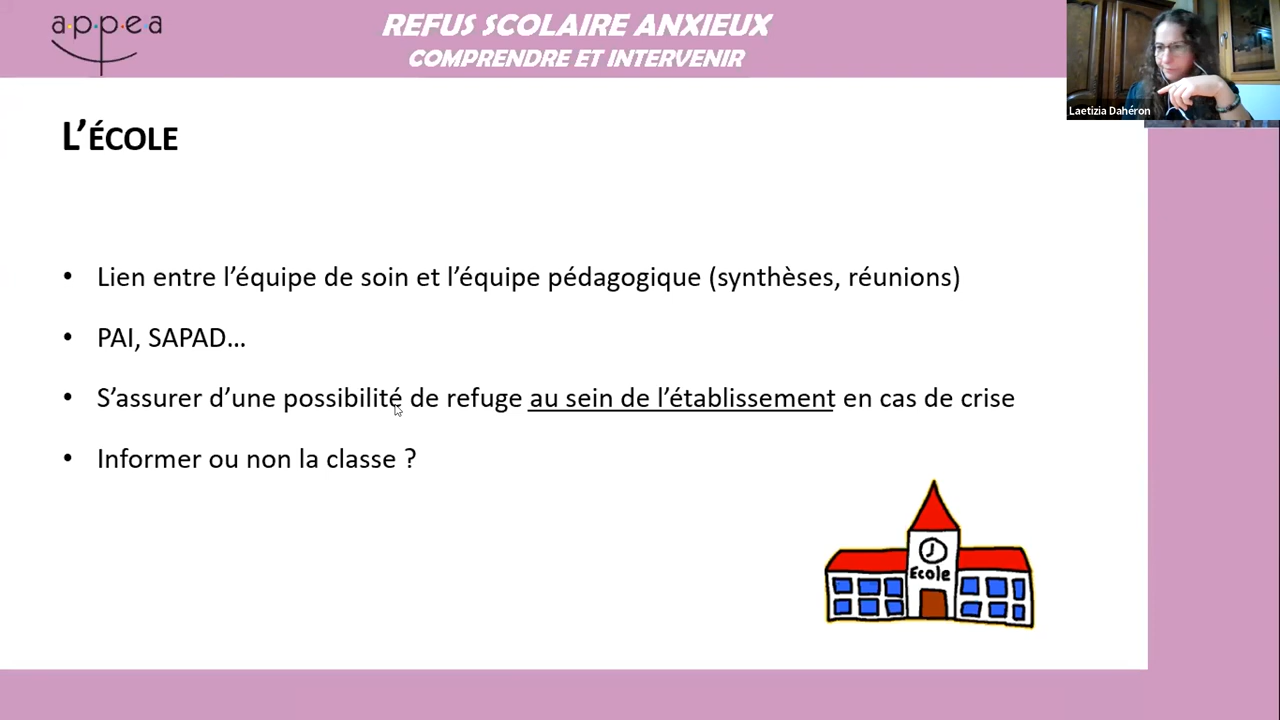 a·p·p·e·a
REFUS SCOLAIRE ANXIEUX
COMPRENDRE ET INTERVENIR
Laetizia Dahéron
L'ÉCOLE
• Lien entre l'équipe de soin et l'équipe pédagogique (synthèses, réunions)
• PAI, SAPAD...
• S'assurer d'une possibilité de refuge au sein de l'établissement en cas de crise
• Informer ou non la classe ?
Ecole